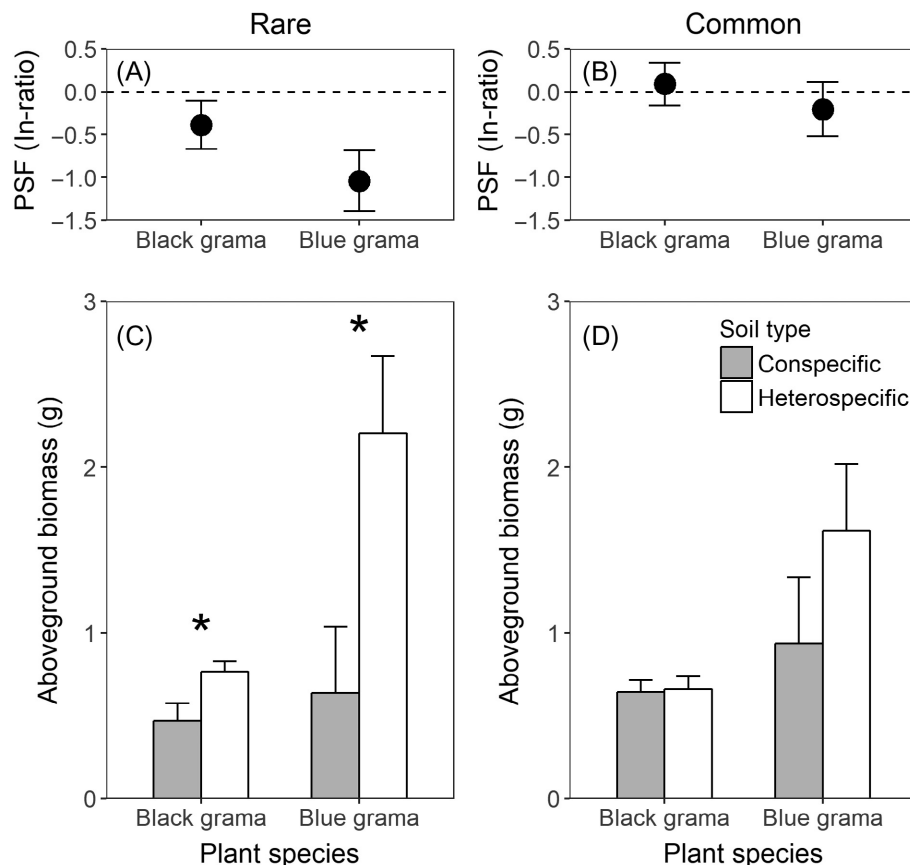 Rare
Common
(A)
PSF (ln-ratio)
0.5
0.0
−0.5
−1.0
−1.5
Black grama
Blue grama
(B)
PSF (ln-ratio)
0.5
0.0
−0.5
−1.0
−1.5
Black grama
Blue grama
(C)
Aboveground biomass (g)
3
2
1
0
*
*
Black grama
Blue grama
Plant species
(D)
Aboveground biomass (g)
3
2
1
0
Soil type
Conspecific
Heterospecific
Black grama
Blue grama
Plant species